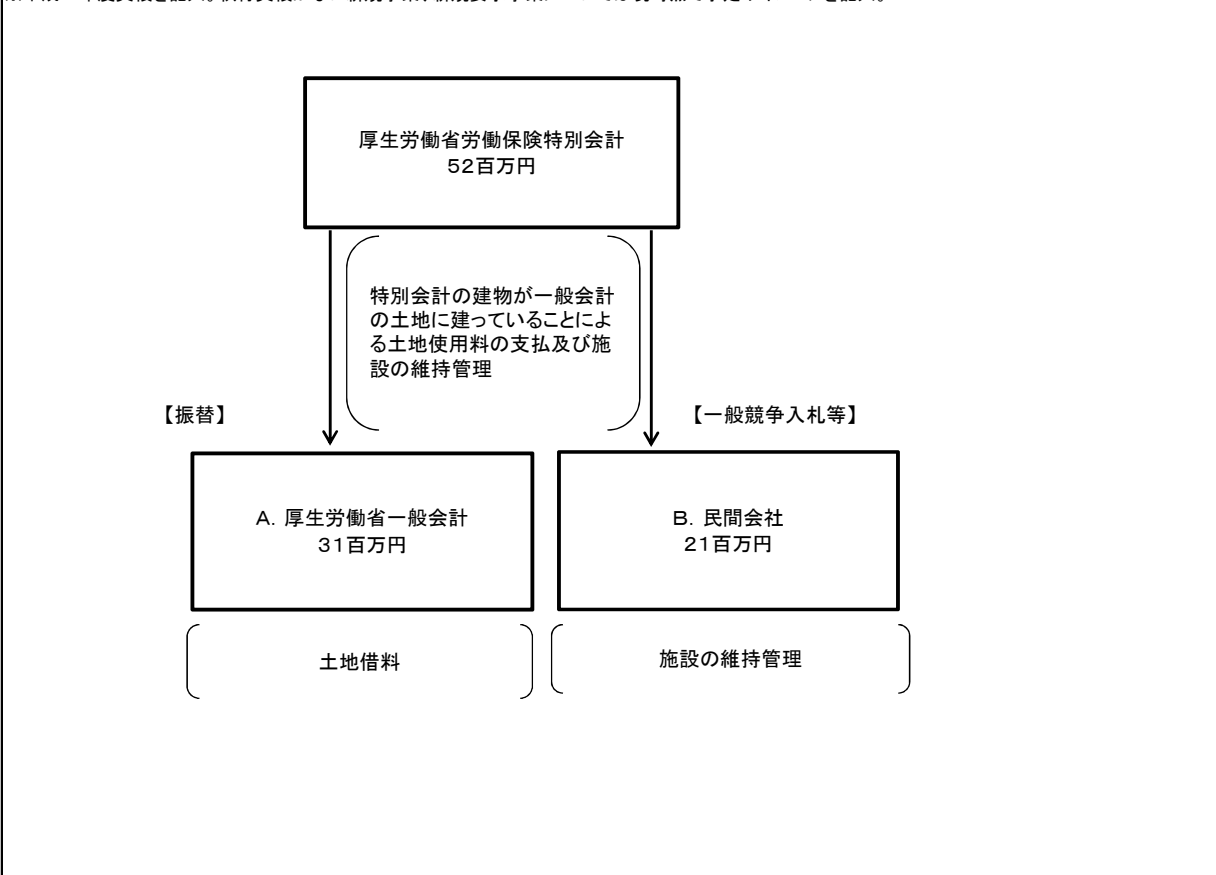 厚生労働省労働保険特別会計
52百万円
特別会計の建物が一般会計
の土地に建っていることによ
る土地使用料の支払及び施
設の維持管理
【振替】
【一般競争入札等】
A. 厚生労働省一般会計
31百万円
B. 民間会社
21百万円
土地借料
施設の維持管理